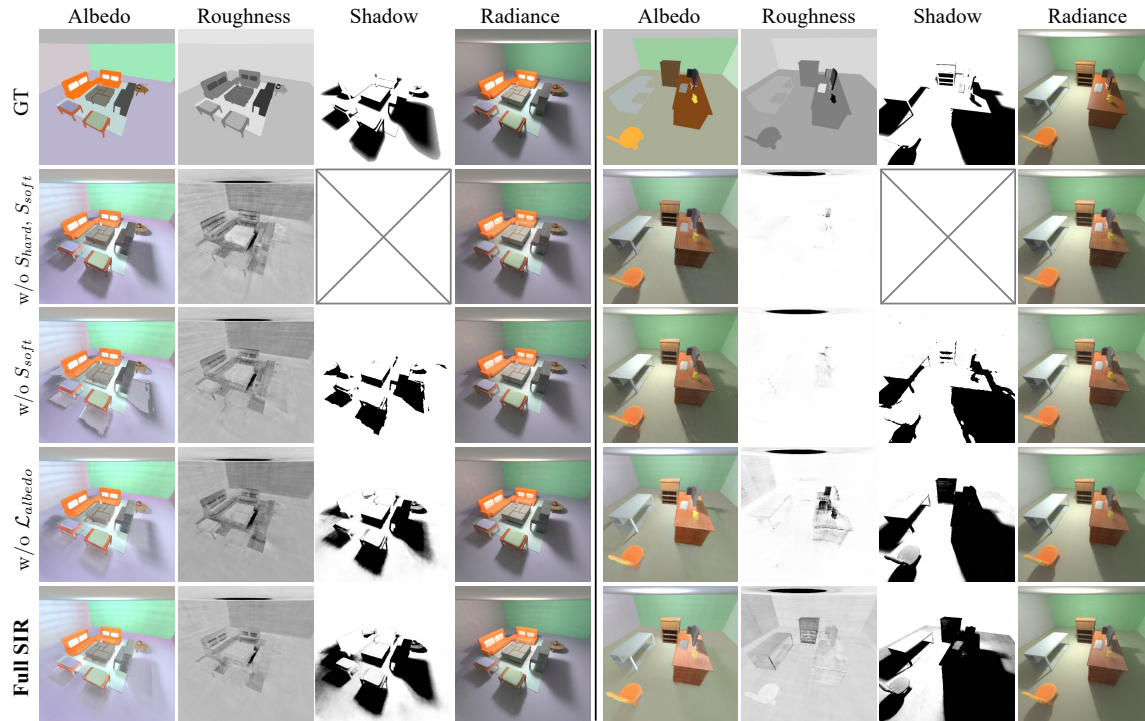 Albedo Roughness Shadow Radiance Albedo Roughness Shadow Radiance
GT
w/o S_hard, S_soft
w/o S_soft
w/o ℒ_albedo
Full SIR